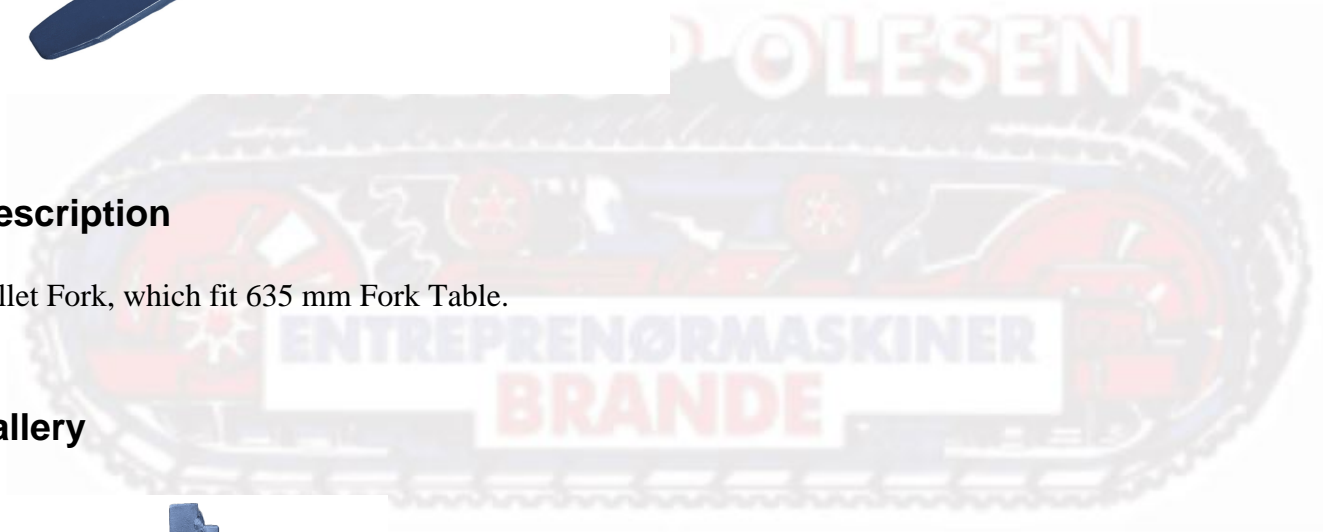 P OLESEN
escription
llet Fork, which fit 635 mm Fork Table.
ENTREPRENØRMASKINER
BRANDE
allery